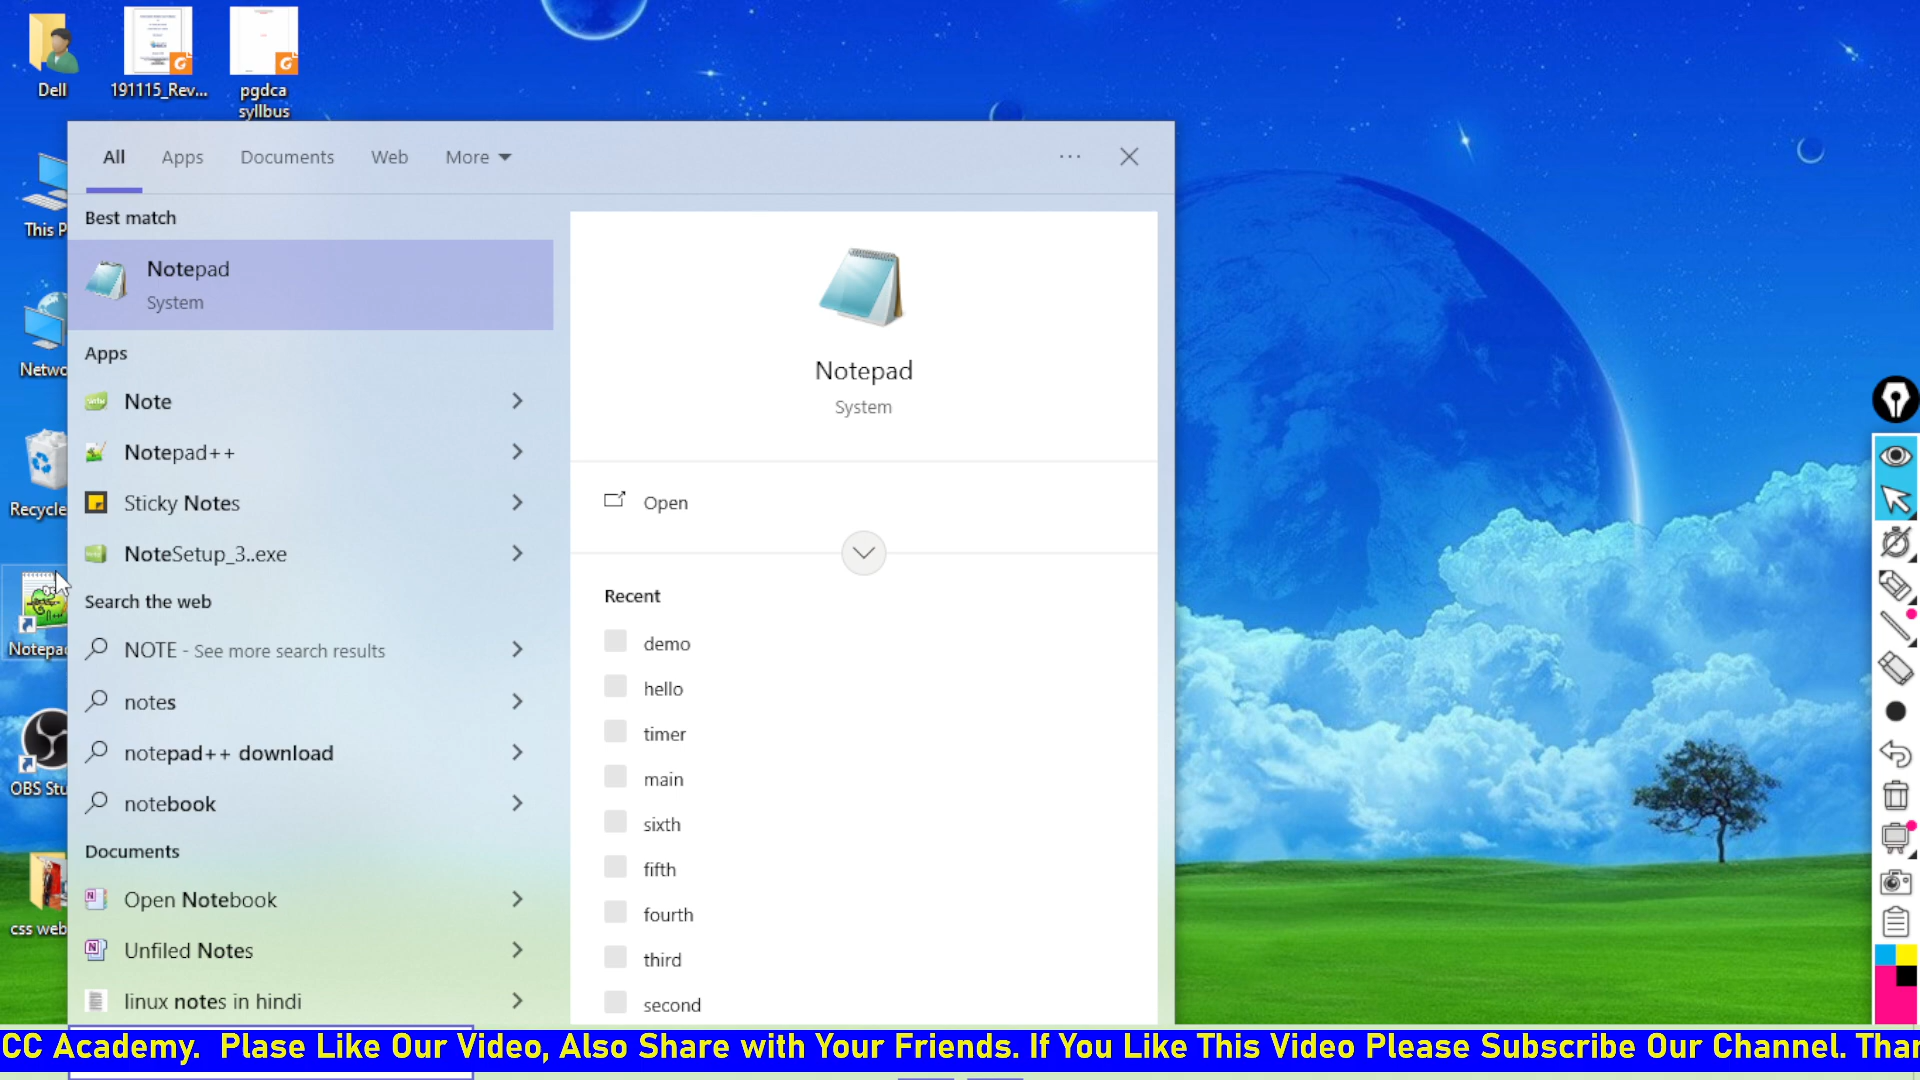 Dell
191115_Rev...
pgdca
syllbus
This P
Netwo
Recycle
Notepad
OBS Stu
css web
All
Apps
Documents
Web
More
Best match
Notepad
System
Apps
Note
Notepad++
Sticky Notes
NoteSetup_3..exe
Search the web
NOTE - See more search results
notes
notepad++ download
notebook
Documents
Open Notebook
Unfiled Notes
linux notes in hindi
Notepad
System
Open
Recent
demo
hello
timer
main
sixth
fifth
fourth
third
second
CC Academy. Plase Like Our Video, Also Share with Your Friends. If You Like This Video Please Subscribe Our Channel. Than